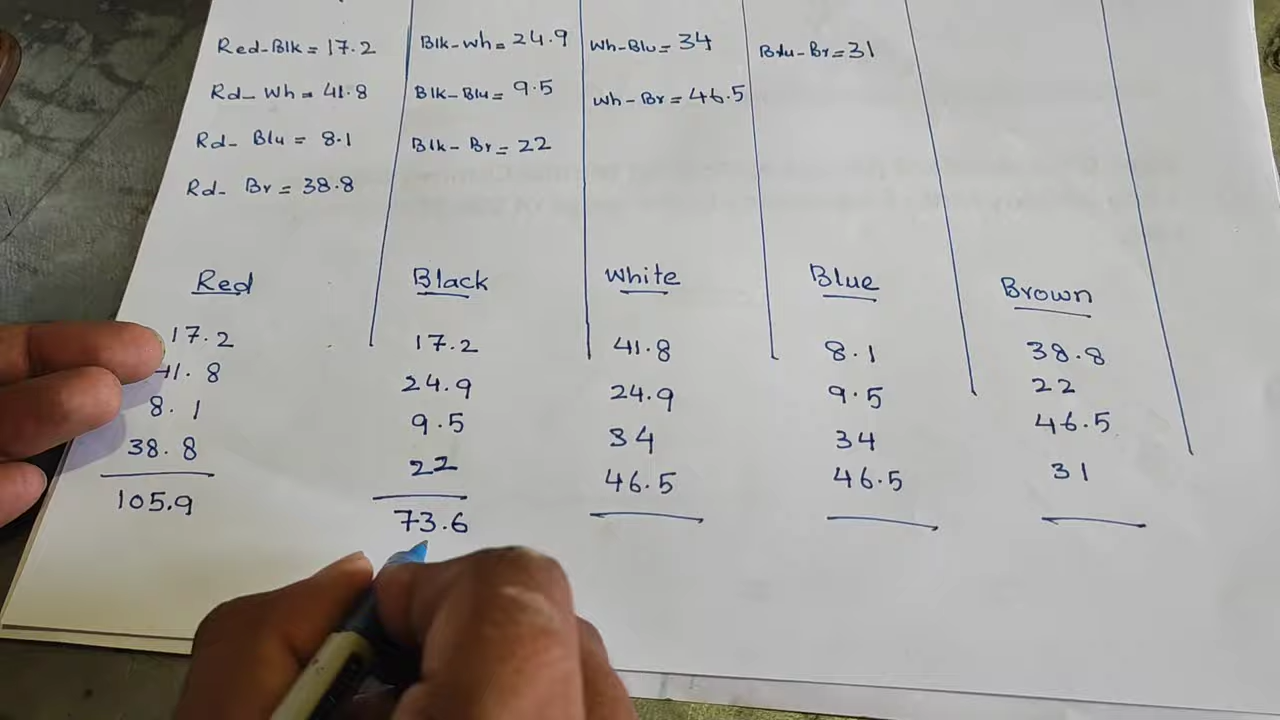 Red-Blk = 17.2
Rd- Wh = 41.8
Rd- Blu = 8.1
Rd- Br = 38.8
Blk-Wh = 24.9
Blk-Blu = 9.5
Blk-Br = 22
Wh-Blu = 34
Wh-Br = 46.5
Blu-Br = 31
Red
17.2
41.8
8.1
38.8
105.9
Black
17.2
24.9
9.5
22
73.6
White
41.8
24.9
34
46.5
Blue
8.1
9.5
34
46.5
Brown
38.8
22
46.5
31